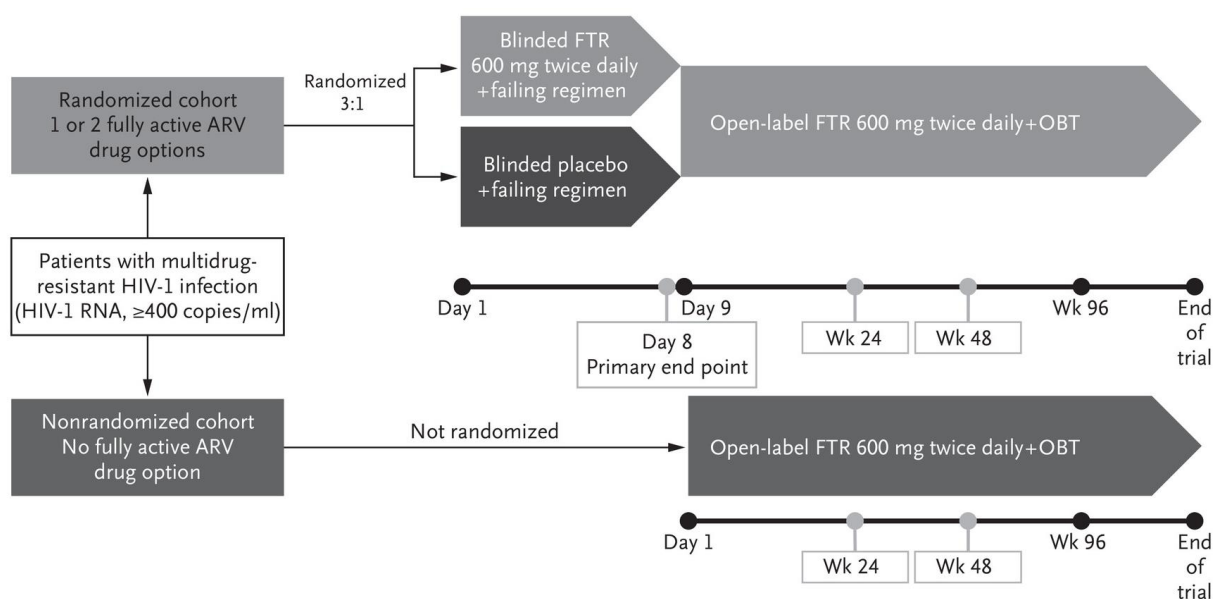 Randomized cohort
1 or 2 fully active ARV
drug options
Randomized
3:1
Blinded FTR
600 mg twice daily
+failing regimen
Blinded placebo
+failing regimen
Open-label FTR 600 mg twice daily+OBT
Patients with multidrug-
resistant HIV-1 infection
(HIV-1 RNA, ≥400 copies/ml)
Day 1
Day 9
Day 8
Primary end point
Wk 24
Wk 48
Wk 96
End
of
trial
Nonrandomized cohort
No fully active ARV
drug option
Not randomized
Open-label FTR 600 mg twice daily+OBT
Day 1
Wk 24
Wk 48
Wk 96
End
of
trial